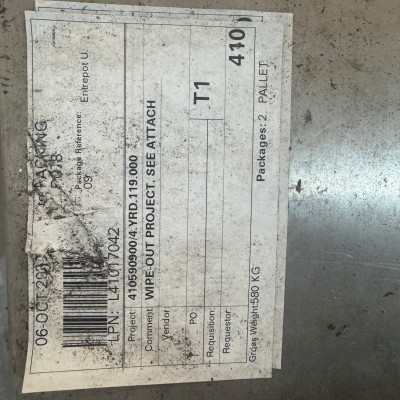 06-OCT-200
PACKING
Package Reference:
09
Entrepot U.
LPN: L41017042
Project: 410590900/4.YRD.119.000
Comment: WIPE-OUT PROJECT, SEE ATTACH
Vendor
PO:
T1
Requisition:
Requestor:
410
Gross Weight:580 KG
Packages: 2 PALLET